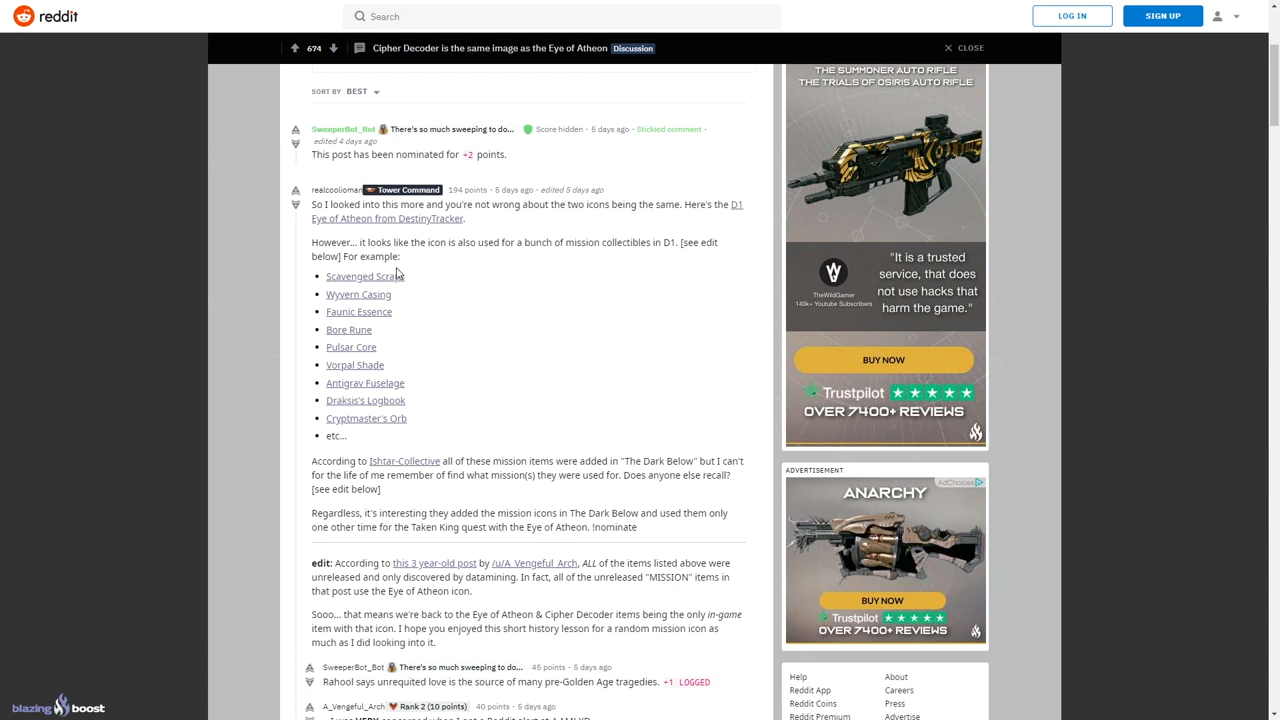 reddit
Search
LOG IN
SIGN UP
674
Cipher Decoder is the same image as the Eye of Atheon Discussion
CLOSE
SORT BY BEST
SweeperBot_Bot There's so much sweeping to do... Score hidden · 5 days ago · Stickied comment ·
edited 4 days ago
This post has been nominated for +2 points.
realcoolioman Tower Command 194 points · 5 days ago · edited 5 days ago
So I looked into this more and you're not wrong about the two icons being the same. Here's the D1
Eye of Atheon from DestinyTracker.
However... it looks like the icon is also used for a bunch of mission collectibles in D1. [see edit
below] For example:
• Scavenged Scraps
• Wyvern Casing
• Faunic Essence
• Bore Rune
• Pulsar Core
• Vorpal Shade
• Antigrav Fuselage
• Draksis's Logbook
• Cryptmaster's Orb
• etc...
According to Ishtar-Collective all of these mission items were added in "The Dark Below" but I can't
for the life of me remember of find what mission(s) they were used for. Does anyone else recall?
[see edit below]
Regardless, it's interesting they added the mission icons in The Dark Below and used them only
one other time for the Taken King quest with the Eye of Atheon. !nominate
edit: According to this 3 year-old post by /u/A_Vengeful_Arch, ALL of the items listed above were
unreleased and only discovered by datamining. In fact, all of the unreleased "MISSION" items in
that post use the Eye of Atheon icon.
Sooo... that means we're back to the Eye of Atheon & Cipher Decoder items being the only in-game
item with that icon. I hope you enjoyed this short history lesson for a random mission icon as
much as I did looking into it.
SweeperBot_Bot There's so much sweeping to do... 45 points · 5 days ago
Rahool says unrequited love is the source of many pre-Golden Age tragedies. +1 LOGGED
A_Vengeful_Arch Rank 2 (10 points) 40 points · 5 days ago
THE SUMMONER AUTO RIFLE
THE TRIALS OF OSIRIS AUTO RIFLE
TheWildGamer
140k+ Youtube Subscribers
"It is a trusted
service, that does
not use hacks that
harm the game."
BUY NOW
Trustpilot
OVER 7400+ REVIEWS
ADVERTISEMENT
AdChoices
ANARCHY
BUY NOW
Trustpilot
OVER 7400+ REVIEWS
Help
About
Reddit App
Careers
Reddit Coins
Press
Reddit Premium
Advertise
blazing boost